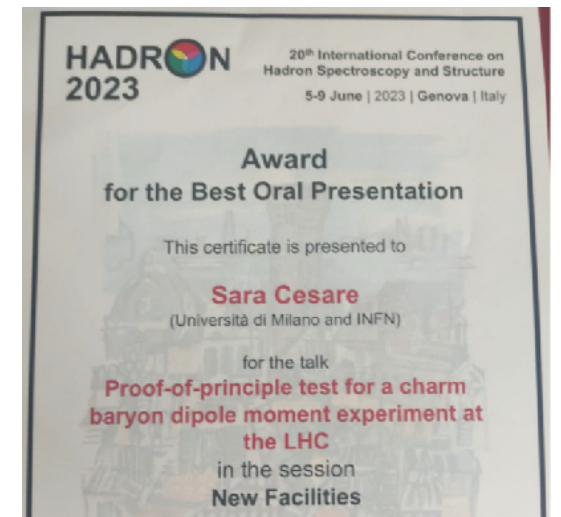 HADRON
2023
20th International Conference on
Hadron Spectroscopy and Structure
5-9 June | 2023 | Genova | Italy
Award
for the Best Oral Presentation
This certificate is presented to
Sara Cesare
(Università di Milano and INFN)
for the talk
Proof-of-principle test for a charm
baryon dipole moment experiment at
the LHC
in the session
New Facilities